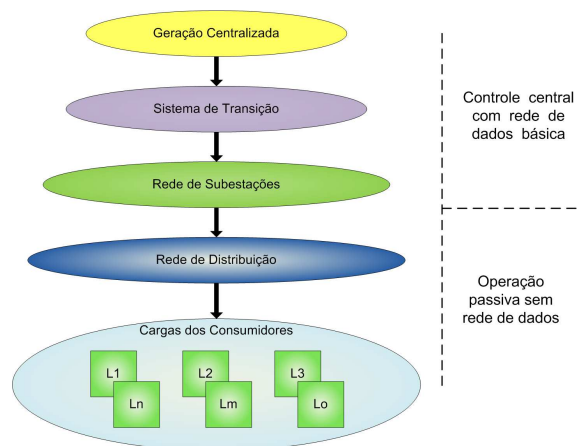 Geração Centralizada
Sistema de Transição
Rede de Subestações
Rede de Distribuição
Cargas dos Consumidores
L1
Ln
L2
Lm
L3
Lo
Controle central
com rede de
dados básica
Operação
passiva sem
rede de dados